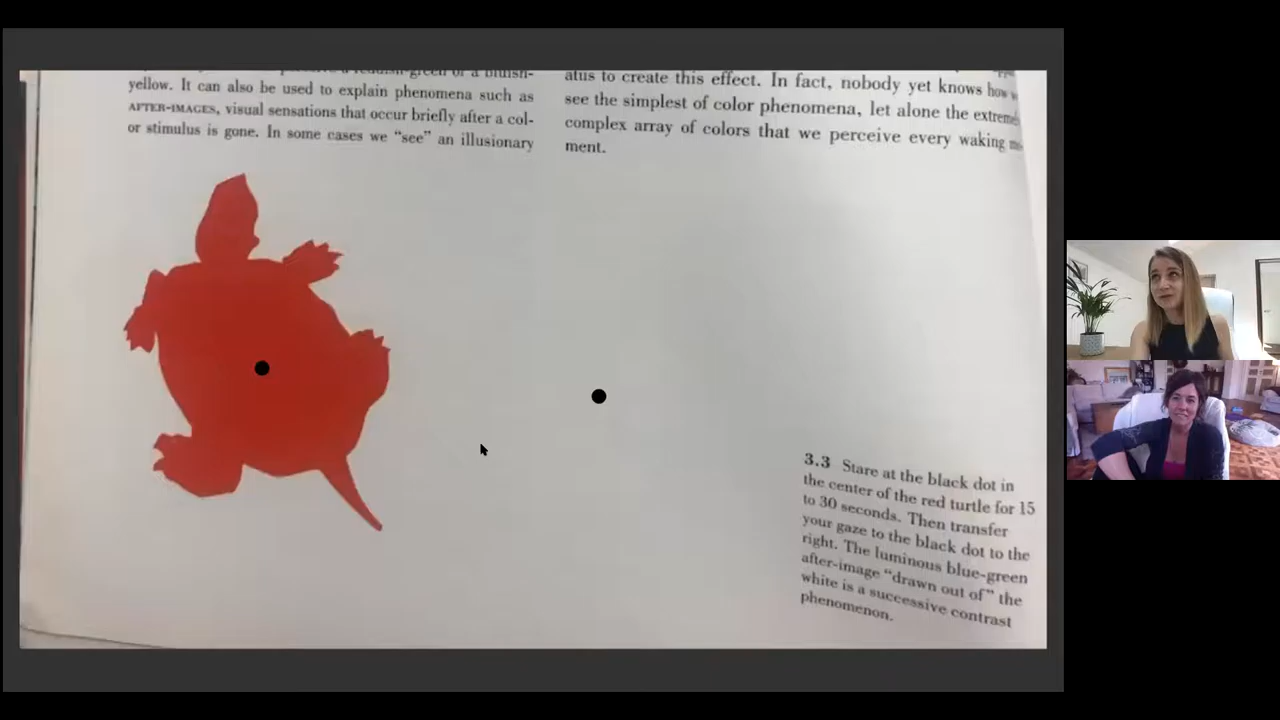 yellow. It can also be used to explain phenomena such as
AFTER-IMAGES, visual sensations that occur briefly after a col-
or stimulus is gone. In some cases we “see” an illusionary
atus to create this effect. In fact, nobody yet knows how
see the simplest of color phenomena, let alone the extreme
complex array of colors that we perceive every waking
ment.
3.3 Stare at the black dot in
the center of the red turtle for 15
to 30 seconds. Then transfer
your gaze to the black dot to the
right. The luminous blue-green
after-image “drawn out of” the
white is a successive contrast
phenomenon.